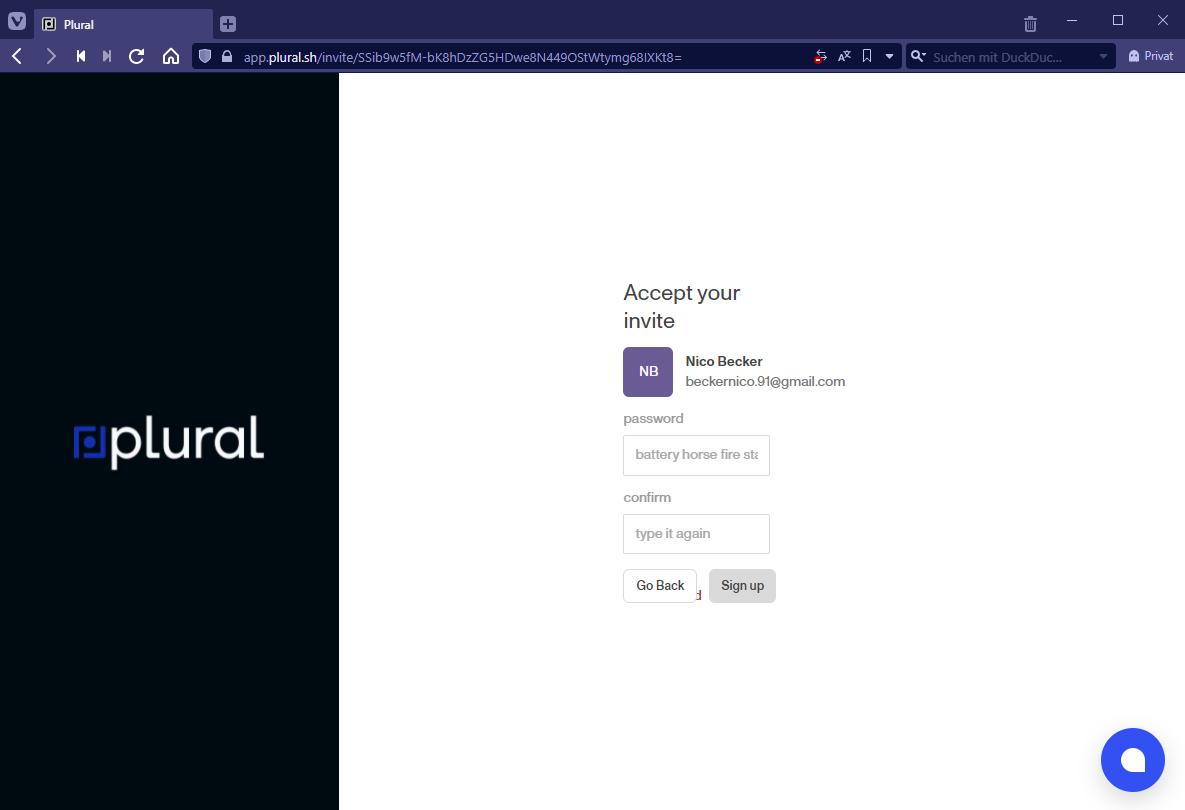 Plural
app.plural.sh/invite/SSib9w5fM-bK8hDzZG5HDwe8N449OStWtymg68IXKt8=
Suchen mit DuckDuc...
Privat
plural
Accept your
invite
NB
Nico Becker
beckernico.91@gmail.com
password
battery horse fire sta
confirm
type it again
Go Back
Sign up